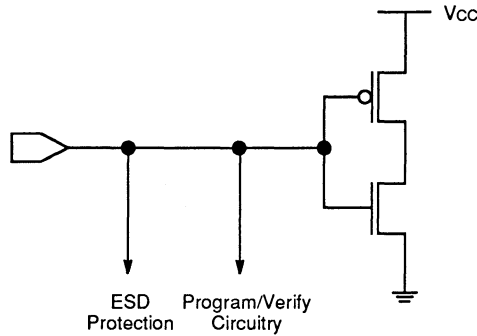 Vcc
ESD
Protection
Program/Verify
Circuitry